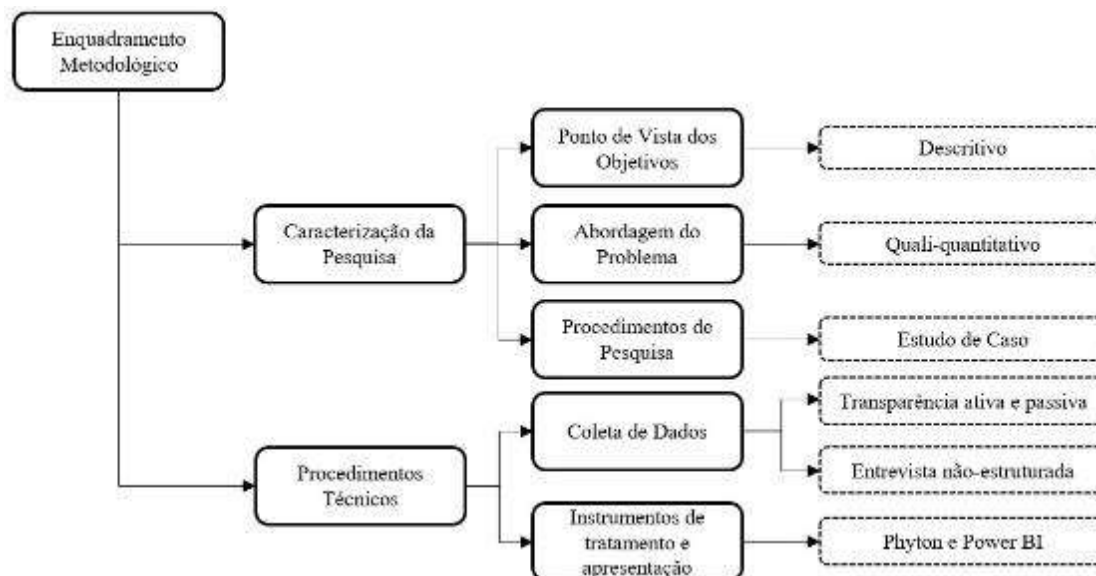 Enquadramento
Metodológico
Ponto de Vista dos
Objetivos
Descritivo
Caracterização da
Pesquisa
Abordagem do
Problema
Quali-quantitativo
Procedimentos de
Pesquisa
Estudo de Caso
Coleta de Dados
Transparência ativa e passiva
Entrevista não-estruturada
Procedimentos
Técnicos
Instrumentos de
tratamento e
apresentação
Phyton e Power BI